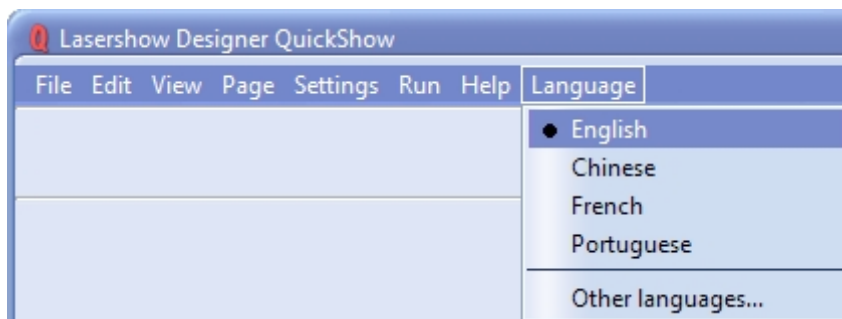 Lasershow Designer QuickShow
File Edit View Page Settings Run Help Language
English
Chinese
French
Portuguese
Other languages...